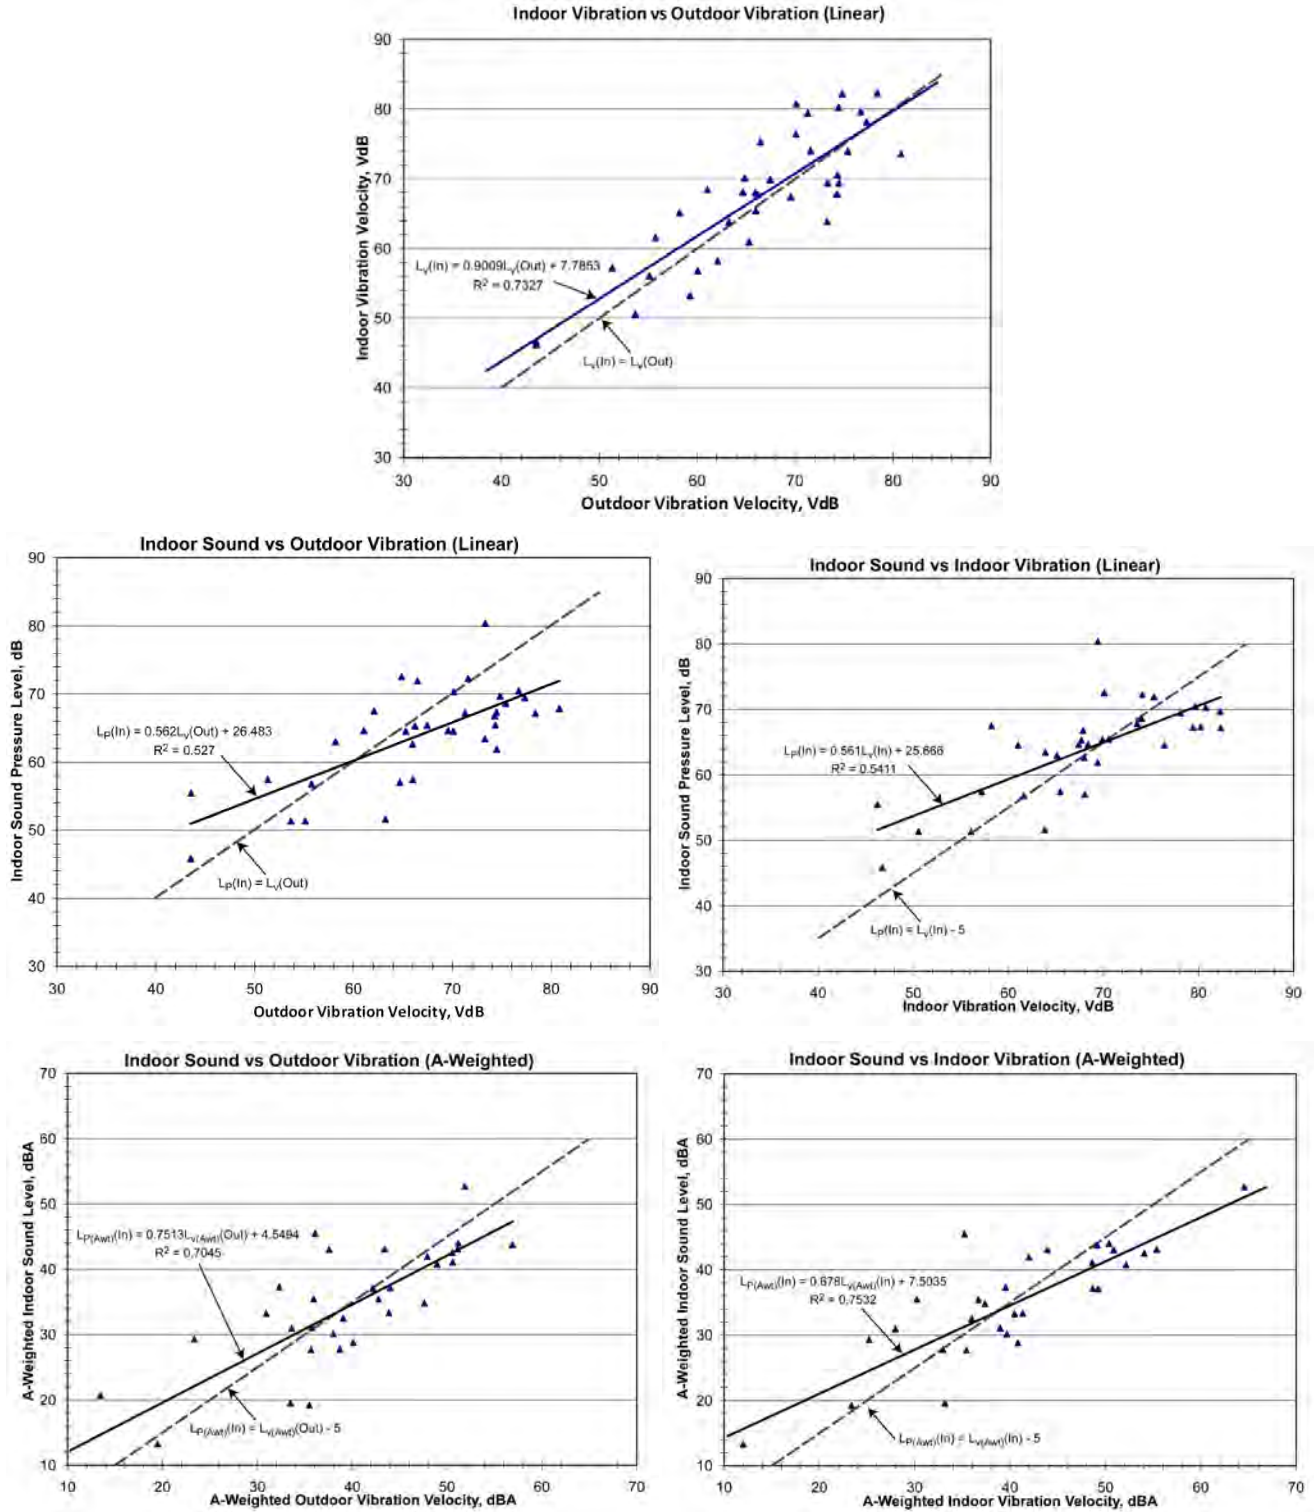 Indoor Vibration vs Outdoor Vibration (Linear)
90
80
70
60
50
40
30
Indoor Vibration Velocity, VdB
Lv(In) = 0.9009Lv(Out) + 7.7853
R² = 0.7327
Lv(In) = Lv(Out)
30 40 50 60 70 80 90
Outdoor Vibration Velocity, VdB
Indoor Sound vs Outdoor Vibration (Linear)
90
80
70
60
50
40
30
Indoor Sound Pressure Level, dB
LP(In) = 0.562Lv(Out) + 26.483
R² = 0.527
LP(In) = Lv(Out)
30 40 50 60 70 80 90
Outdoor Vibration Velocity, VdB
Indoor Sound vs Indoor Vibration (Linear)
90
80
70
60
50
40
30
Indoor Sound Pressure Level, dB
LP(In) = 0.561Lv(In) + 25.668
R² = 0.5411
LP(In) = Lv(In) - 5
30 40 50 60 70 80 90
Indoor Vibration Velocity, VdB
Indoor Sound vs Outdoor Vibration (A-Weighted)
70
60
50
40
30
20
10
A-Weighted Indoor Sound Level, dBA
LP(Awt)(In) = 0.7513Lv(Awt)(Out) + 4.5494
R² = 0.7045
LP(Awt)(In) = Lv(Awt)(Out) - 5
10 20 30 40 50 60 70
A-Weighted Outdoor Vibration Velocity, dBA
Indoor Sound vs Indoor Vibration (A-Weighted)
70
60
50
40
30
20
10
A-Weighted Indoor Sound Level, dBA
LP(Awt)(In) = 0.678Lv(Awt)(In) + 7.5035
R² = 0.7532
LP(Awt)(In) = Lv(Awt)(In) - 5
10 20 30 40 50 60 70
A-Weighted Indoor Vibration Velocity, dBA